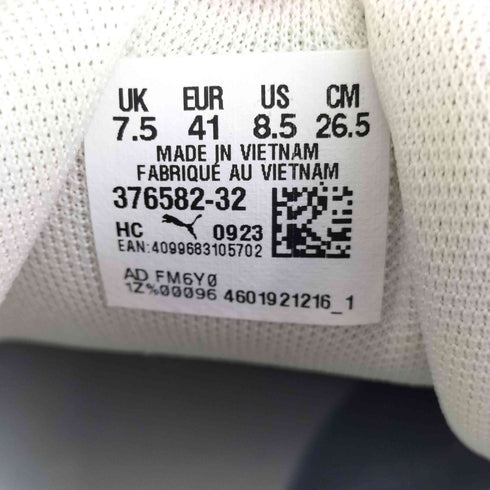 UK EUR US CM
7.5 41 8.5 26.5
MADE IN VIETNAM
FABRIQUÉ AU VIETNAM
376582-32
HC 0923
EAN:4099683105702
AD FM6Y0
1Z%00096 4601921216_1